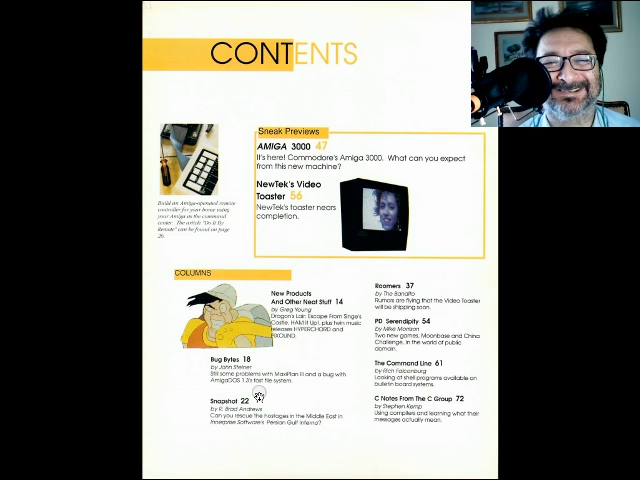 CONTENTS
Sneak Previews
AMIGA 3000 47
It's here! Commodore's Amiga 3000. What can you expect
from this new machine?
NewTek's Video
Toaster 56
NewTek's toaster nears
completion.
Build an Amiga-operated remote
controller for your home using
your Amiga as the command
center. The article "Do It By
Remote" can be found on page
26.
COLUMNS
New Products
And Other Neat Stuff 14
by Greg Young
Dragon's Lair: Escape From Singe's
Castle, HAM It Up!, plus twin music
releases HYPERCHORD and
PIXOUND.
Bug Bytes 18
by John Steiner
Still some problems with MaxiPlan III and a bug with
AmigaDOS 1.3's fast file system.
Snapshot 22
by R. Brad Andrews
Can you rescue the hostages in the Middle East in
Innerprise Software's Persian Gulf Inferno?
Roomers 37
by The Bandito
Rumors are flying that the Video Toaster
will be shipping soon.
PD Serendipity 54
by Mike Morrison
Two new games, Moonbase and China
Challenge, in the world of public
domain.
The Command Line 61
by Rich Falconburg
Looking at shell programs available on
bulletin board systems.
C Notes From The C Group 72
by Stephen Kemp
Using compilers and learning what their
messages actually mean.